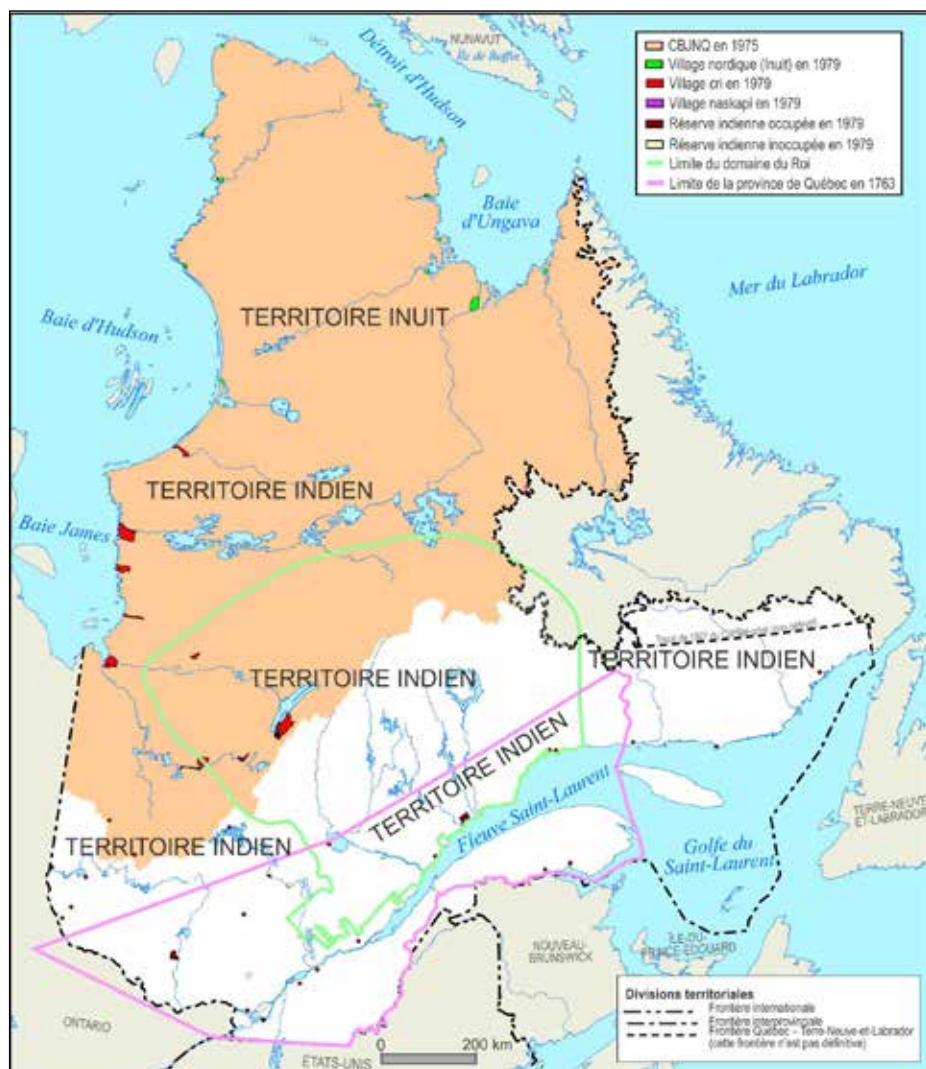 NUNAVUT
Île de Baffin
Détroit d'Hudson
CBJNQ en 1975
Village nordique (Inuit) en 1979
Village cri en 1979
Village naskapi en 1979
Réserve indienne occupée en 1979
Réserve indienne inoccupée en 1979
Limite du domaine du Roi
Limite de la province de Québec en 1763
Baie
d'Ungava
Mer du Labrador
TERRITOIRE INUIT
Baie d'Hudson
TERRITOIRE INDIEN
Baie James
TERRITOIRE INDIEN
TERRITOIRE INDIEN
TERRITOIRE INDIEN
Fleuve Saint-Laurent
TERRITOIRE INDIEN
TERRE-NEUVE-
ET-LABRADOR
Golfe du
Saint-Laurent
ÎLE-DU-
PRINCE-ÉDOUARD
NOUVEAU-
BRUNSWICK
ONTARIO
ÉTATS-UNIS
0 200 km
Divisions territoriales
Frontière internationale
Frontière interprovinciale
Frontière Québec – Terre-Neuve-et-Labrador
(cette frontière n'est pas définitive)